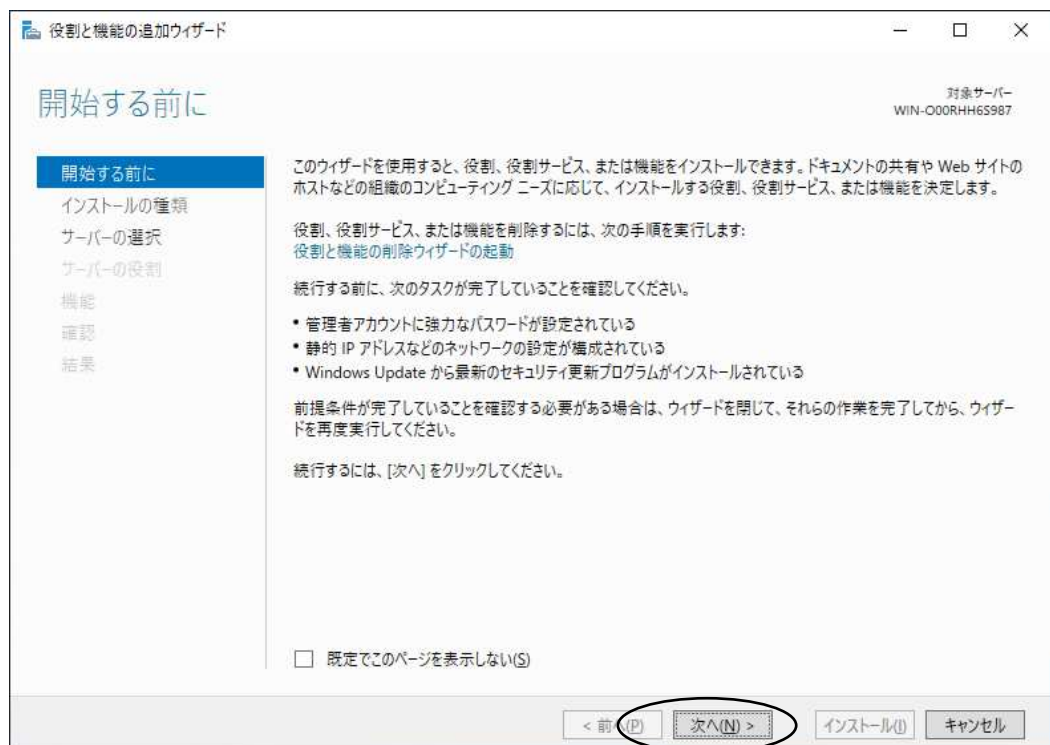 役割と機能の追加ウィザード
開始する前に
対象サーバー
WIN-O00RHH6S987
開始する前に
インストールの種類
サーバーの選択
サーバーの役割
機能
確認
結果
このウィザードを使用すると、役割、役割サービス、または機能をインストールできます。ドキュメントの共有や Web サイトの
ホストなどの組織のコンピューティング ニーズに応じて、インストールする役割、役割サービス、または機能を決定します。
役割、役割サービス、または機能を削除するには、次の手順を実行します:
役割と機能の削除ウィザードの起動
続行する前に、次のタスクが完了していることを確認してください。
• 管理者アカウントに強力なパスワードが設定されている
• 静的 IP アドレスなどのネットワークの設定が構成されている
• Windows Update から最新のセキュリティ更新プログラムがインストールされている
前提条件が完了していることを確認する必要がある場合は、ウィザードを閉じて、それらの作業を完了してから、ウィザー
ドを再度実行してください。
続行するには、[次へ] をクリックしてください。
既定でこのページを表示しない(S)
< 前へ(P)
次へ(N) >
インストール(I)
キャンセル